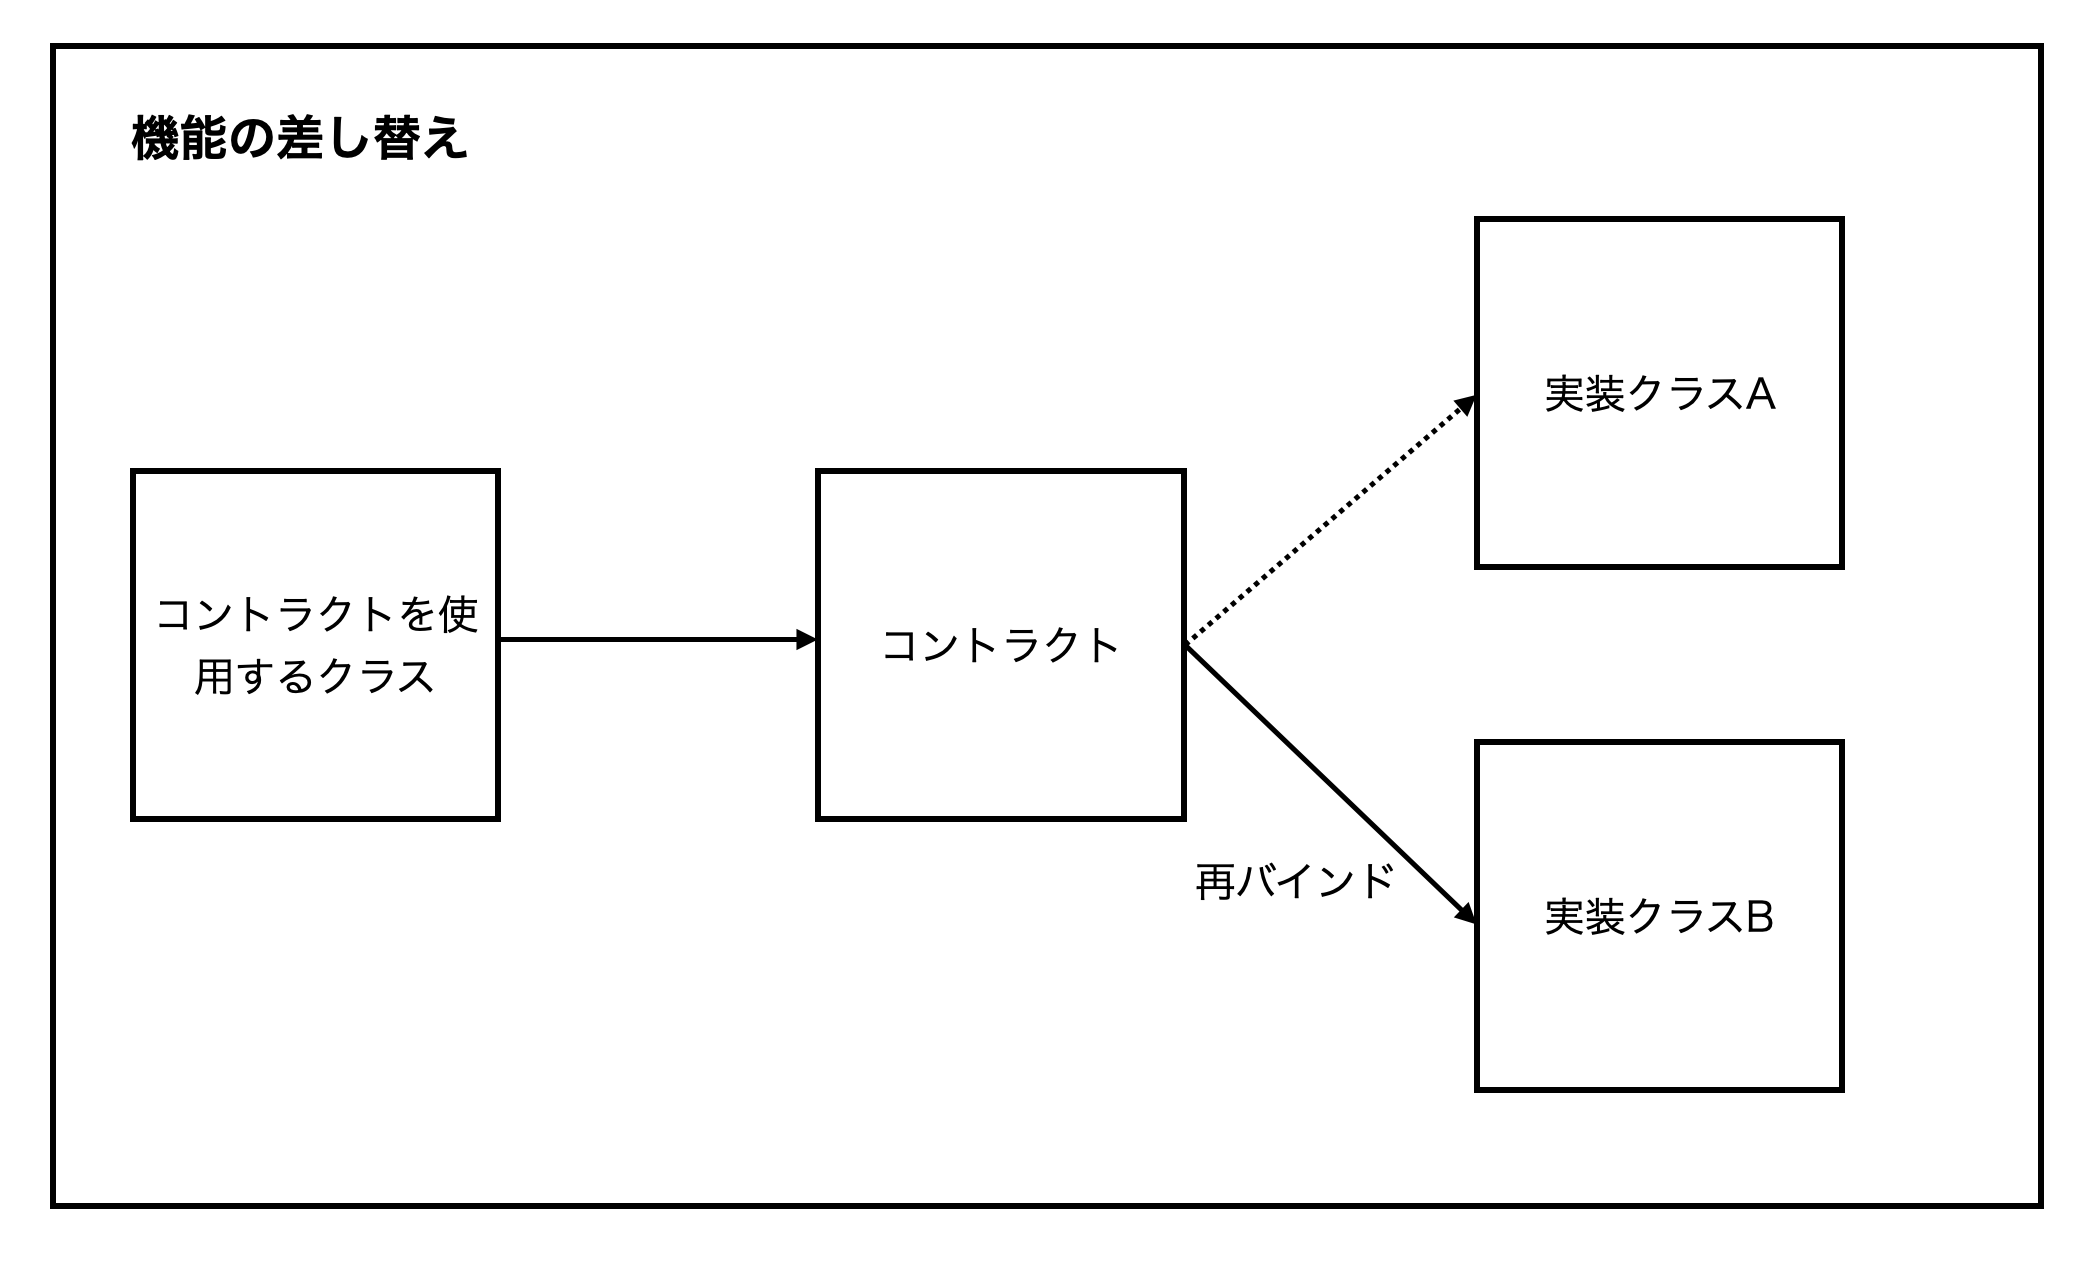 機能の差し替え
実装クラスA
コントラクトを使
用するクラス
コントラクト
再バインド
実装クラスB